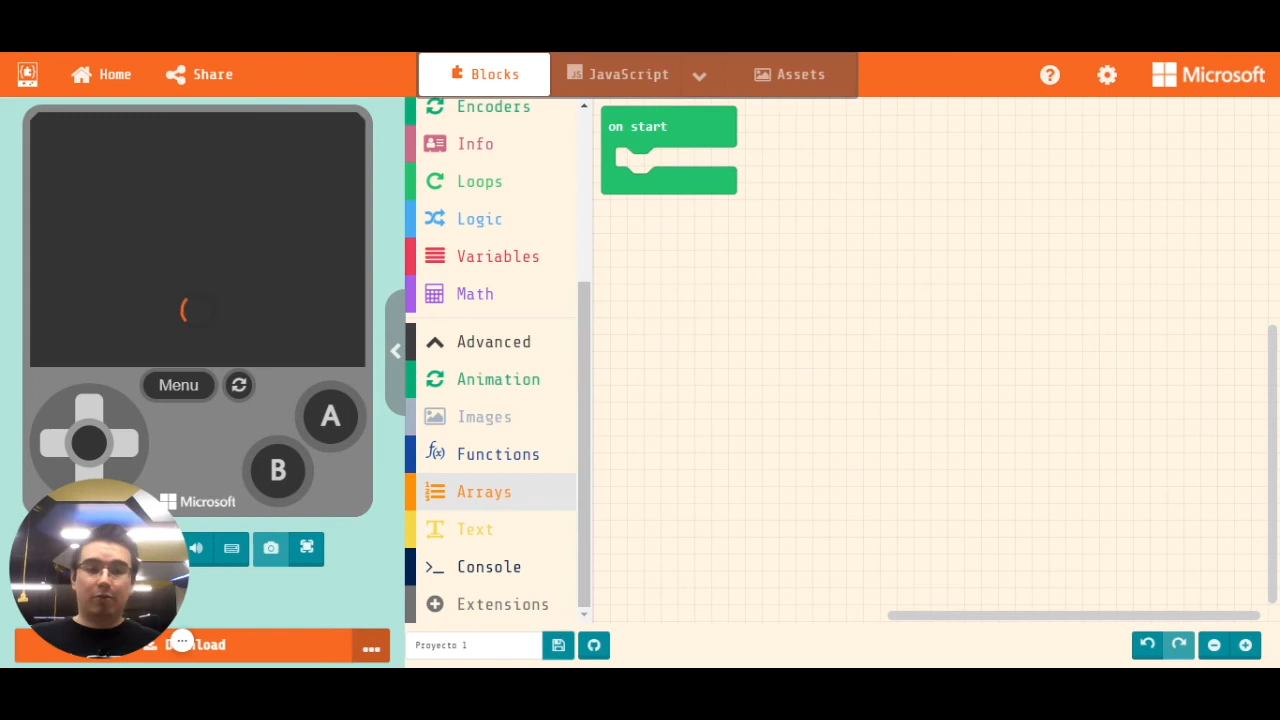 Home
Share
Blocks
JavaScript
Assets
Microsoft
Encoders
Info
Loops
Logic
Variables
Math
Advanced
Animation
Images
Functions
Arrays
Text
Console
Extensions
on start
Menu
A
B
Microsoft
Download
Proyecto 1